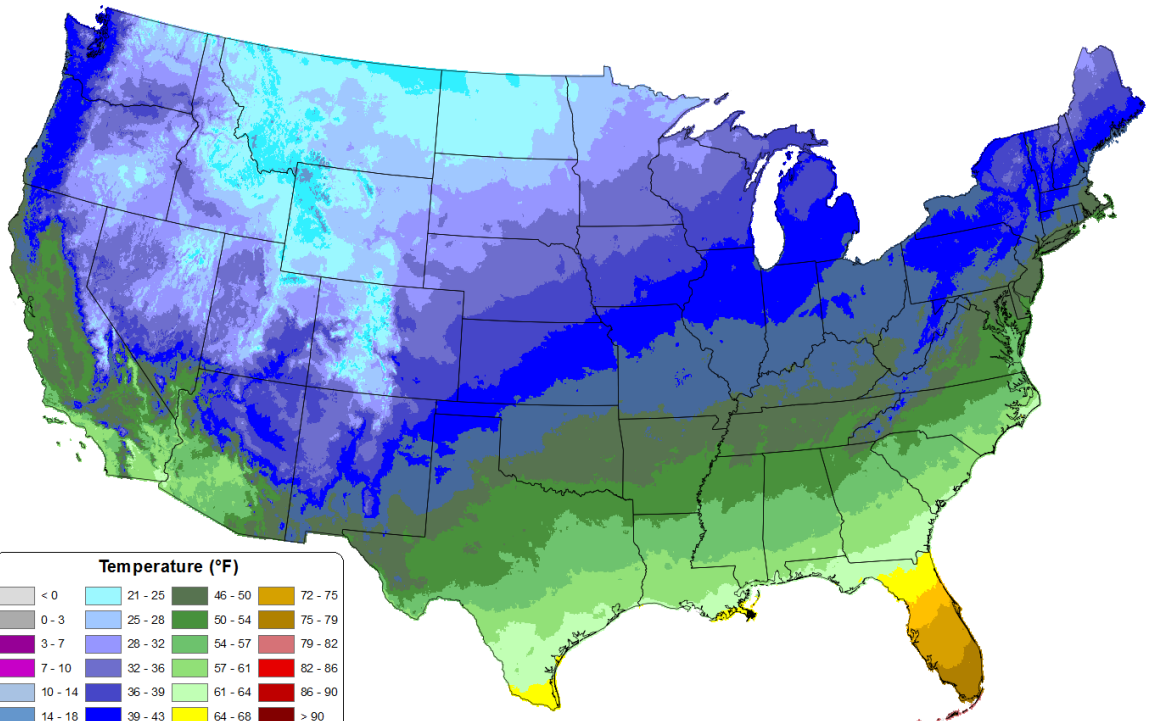 Temperature (°F)
< 0 21 - 25 46 - 50 72 - 75
0 - 3 25 - 28 50 - 54 75 - 79
3 - 7 28 - 32 54 - 57 79 - 82
7 - 10 32 - 36 57 - 61 82 - 86
10 - 14 36 - 39 61 - 64 86 - 90
14 - 18 39 - 43 64 - 68 > 90